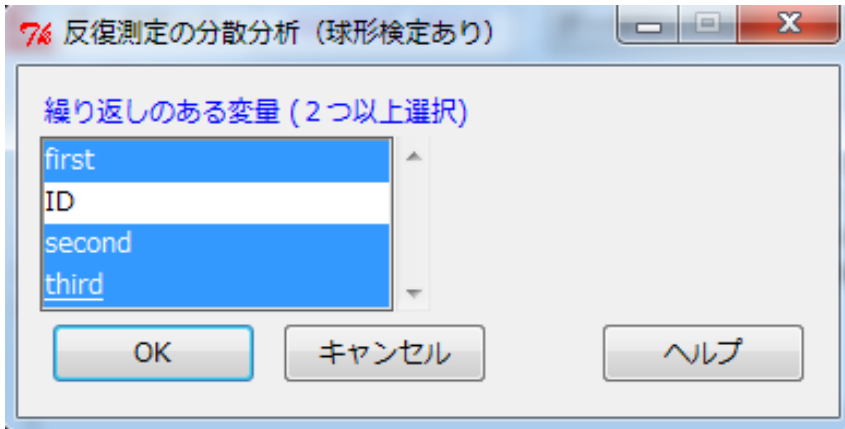 7% 反復測定の分散分析（球形検定あり）
繰り返しのある変量 (２つ以上選択)
first
ID
second
third
OK
キャンセル
ヘルプ